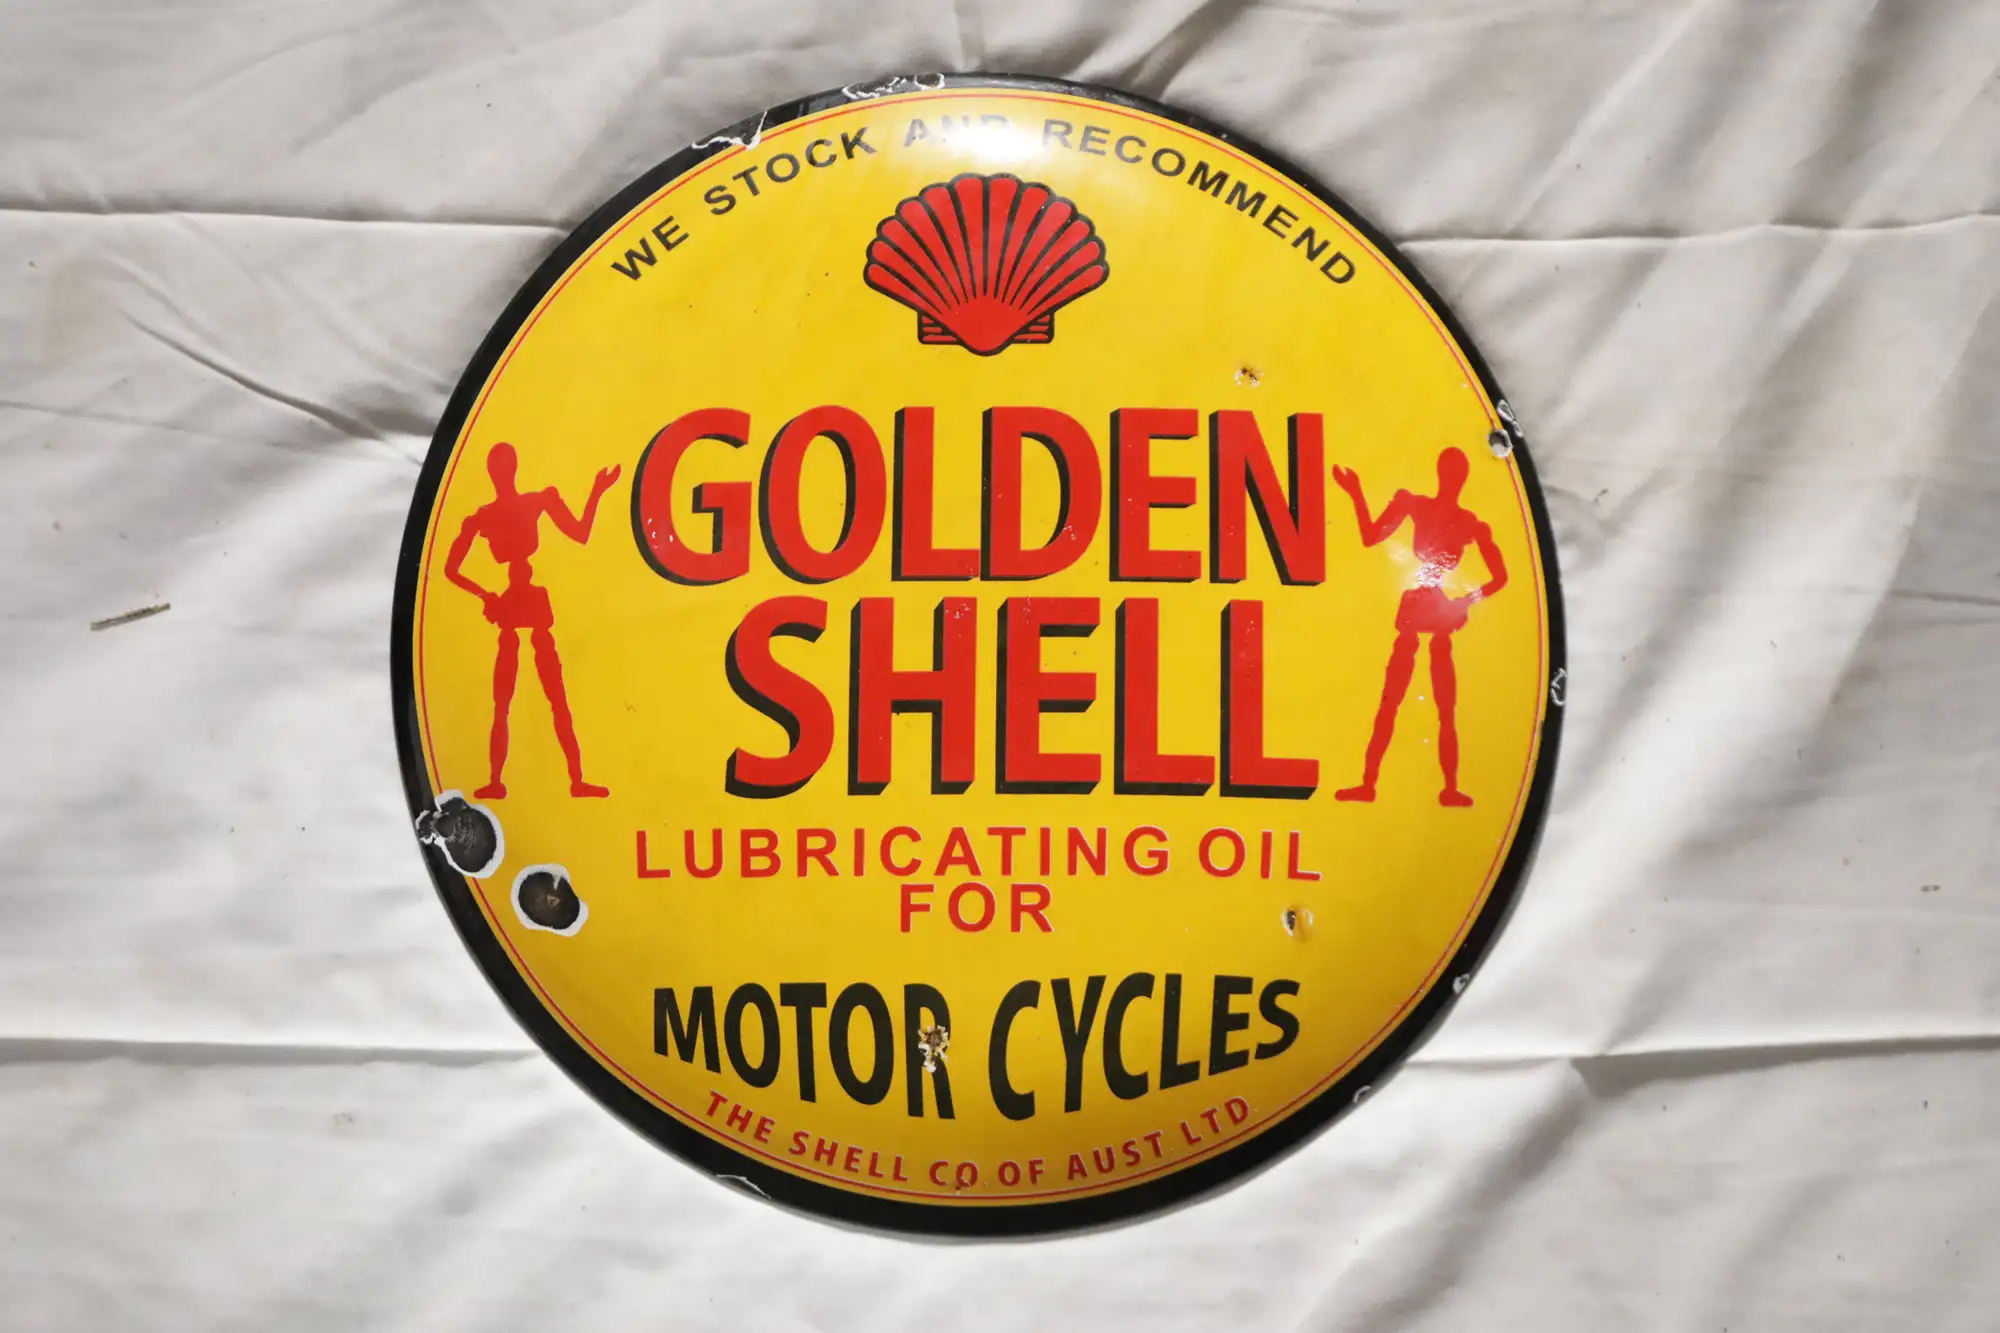 WE STOCK AND RECOMMEND
GOLDEN
SHELL
LUBRICATING OIL
FOR
MOTOR CYCLES
THE SHELL CO. OF AUST. LTD.